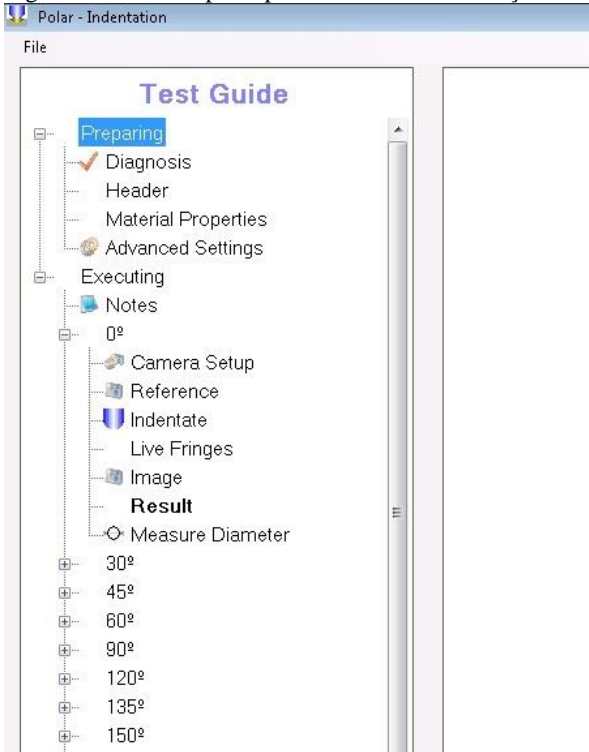 Polar - Indentation
File
Test Guide
Preparing
Diagnosis
Header
Material Properties
Advanced Settings
Executing
Notes
0º
Camera Setup
Reference
Indentate
Live Fringes
Image
Result
Measure Diameter
30º
45º
60º
90º
120º
135º
150º